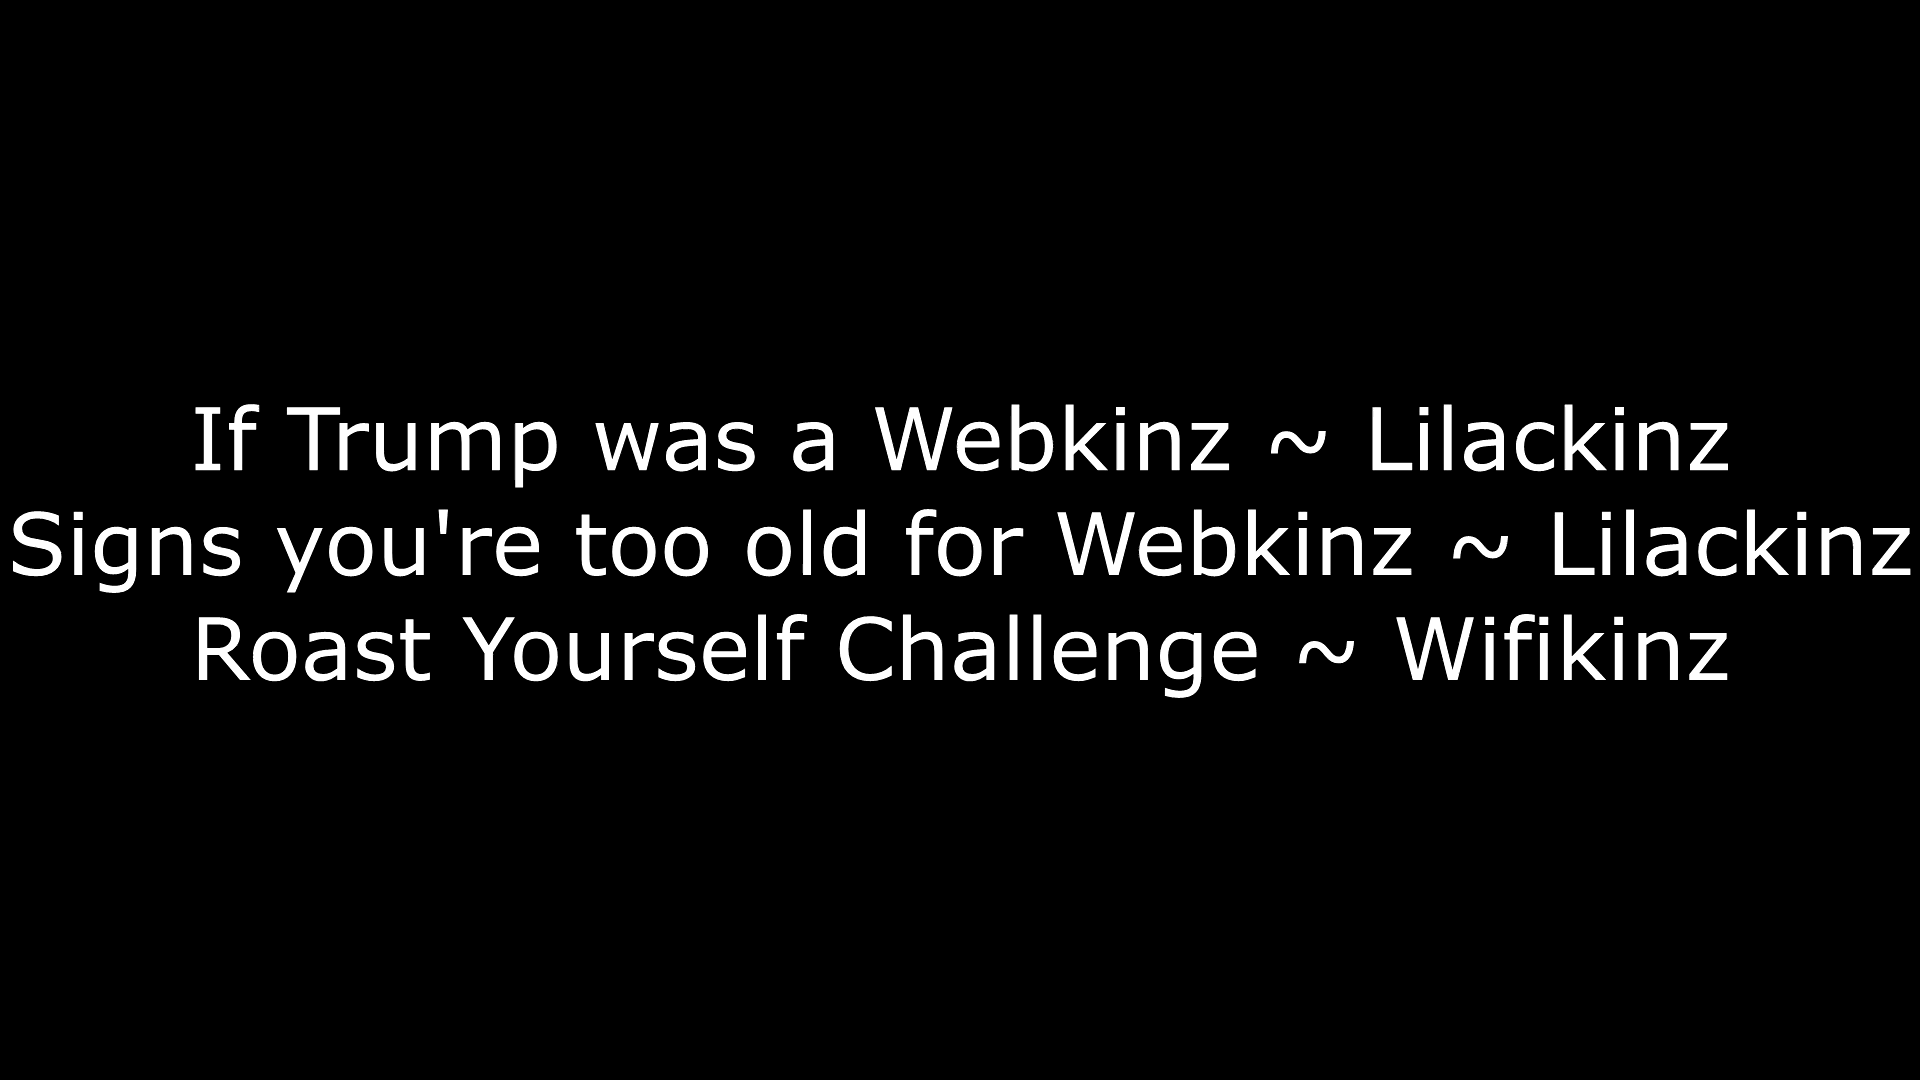 If Trump was a Webkinz ~ Lilackinz
Signs you're too old for Webkinz ~ Lilackinz
Roast Yourself Challenge ~ Wifikinz